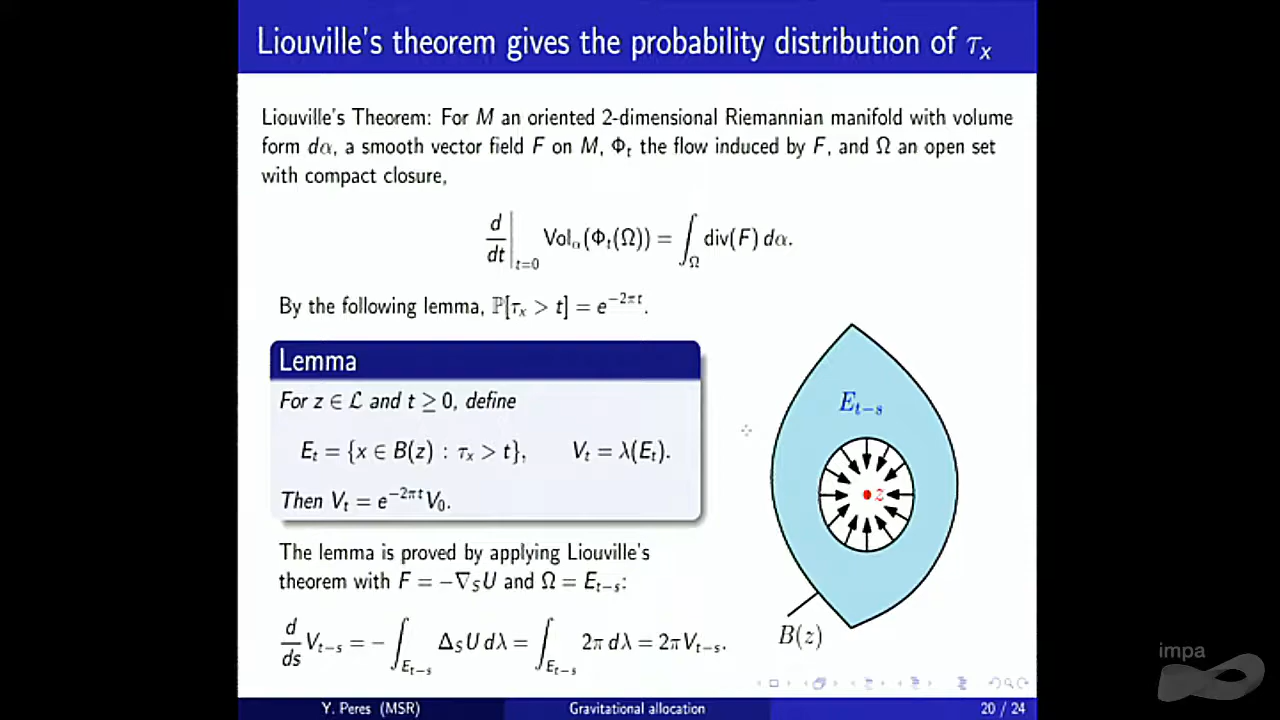 Liouville's theorem gives the probability distribution of τ_x
Liouville's Theorem: For M an oriented 2-dimensional Riemannian manifold with volume
form dα, a smooth vector field F on M, Φ_t the flow induced by F, and Ω an open set
with compact closure,
d/dt |_{t=0} Vol_α(Φ_t(Ω)) = ∫_Ω div(F) dα.
By the following lemma, ℙ[τ_x > t] = e^{−2πt}.
Lemma
For z ∈ ℒ and t ≥ 0, define
E_t = {x ∈ B(z) : τ_x > t}, V_t = λ(E_t).
Then V_t = e^{−2πt} V_0.
The lemma is proved by applying Liouville's
theorem with F = −∇_S U and Ω = E_{t−s}:
d/ds V_{t−s} = − ∫_{E_{t−s}} Δ_S U dλ = ∫_{E_{t−s}} 2π dλ = 2πV_{t−s}.
E_{t−s}
z
B(z)
impa
Y. Peres (MSR) Gravitational allocation 20 / 24